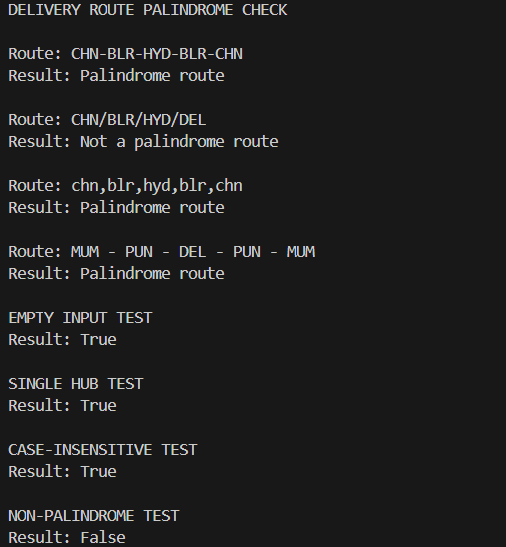 DELIVERY ROUTE PALINDROME CHECK
Route: CHN-BLR-HYD-BLR-CHN
Result: Palindrome route
Route: CHN/BLR/HYD/DEL
Result: Not a palindrome route
Route: chn,blr,hyd,blr,chn
Result: Palindrome route
Route: MUM - PUN - DEL - PUN - MUM
Result: Palindrome route
EMPTY INPUT TEST
Result: True
SINGLE HUB TEST
Result: True
CASE-INSENSITIVE TEST
Result: True
NON-PALINDROME TEST
Result: False